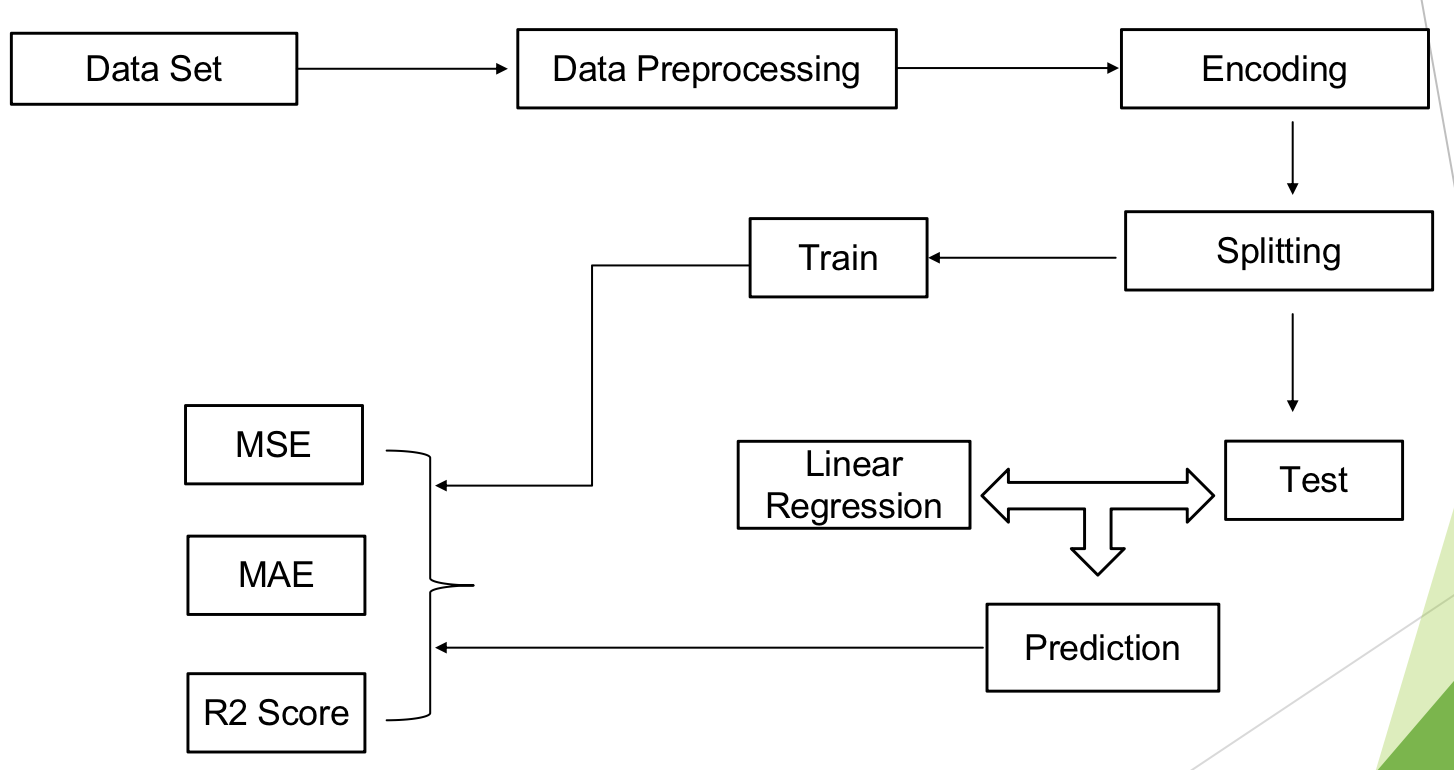 Data Set
Data Preprocessing
Encoding
Splitting
Train
MSE
Linear
Regression
Test
MAE
Prediction
R2 Score